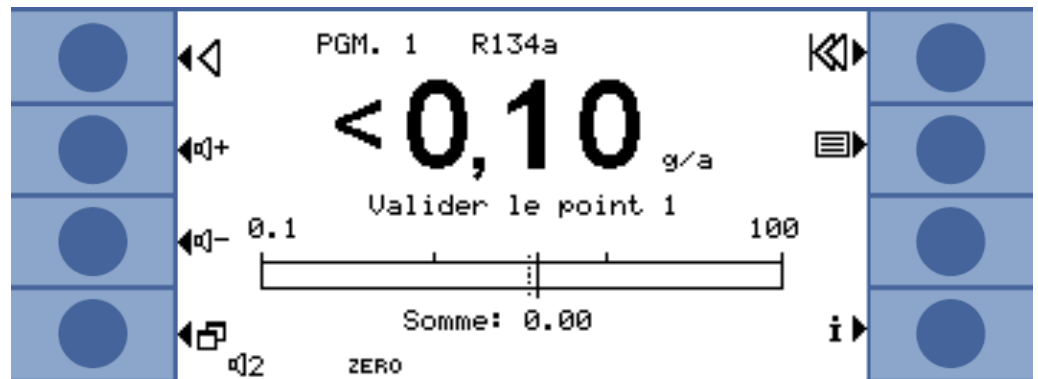 PGM. 1 R134a
<0,10 g/a
+
Valider le point 1
- 0.1 100
Somme: 0.00
i
2 ZERO